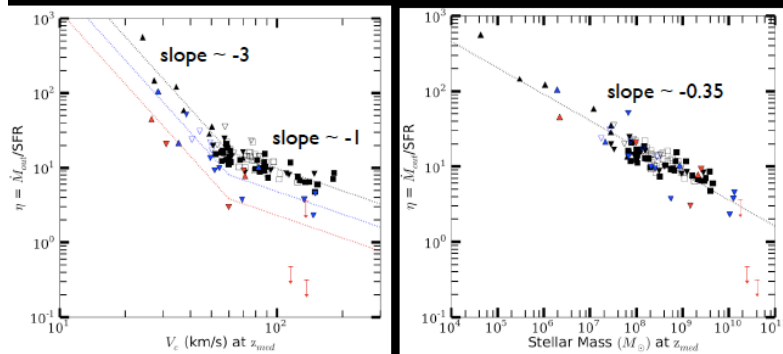 slope ~ -3
slope ~ -1
10³
10²
10¹
10⁰
10⁻¹
10¹
10²
η = Ṁout/SFR
Vc (km/s) at zmed
slope ~ -0.35
10³
10²
10¹
10⁰
10⁻¹
10⁴
10⁵
10⁶
10⁷
10⁸
10⁹
10¹⁰
η = Ṁout/SFR
Stellar Mass (M⊙) at zmed